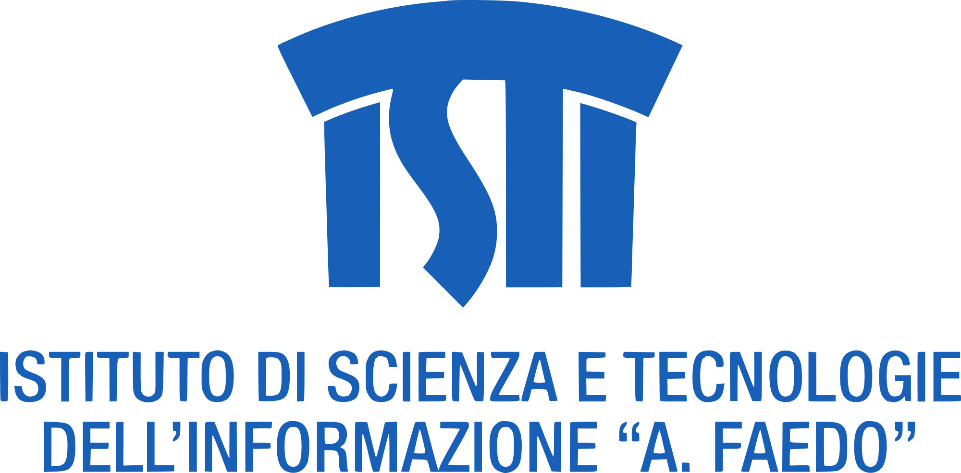 ISTI
ISTITUTO DI SCIENZA E TECNOLOGIE
DELL’INFORMAZIONE “A. FAEDO”